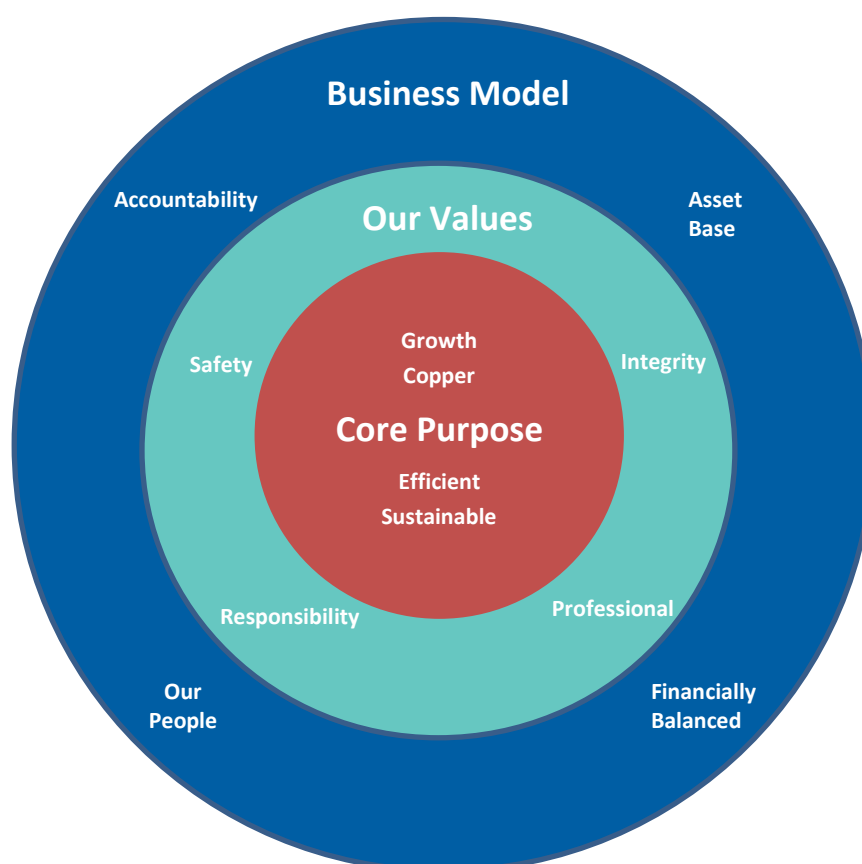 Business Model
Accountability
Asset
Base
Our Values
Growth
Copper
Safety
Integrity
Core Purpose
Efficient
Sustainable
Responsibility
Professional
Our
People
Financially
Balanced